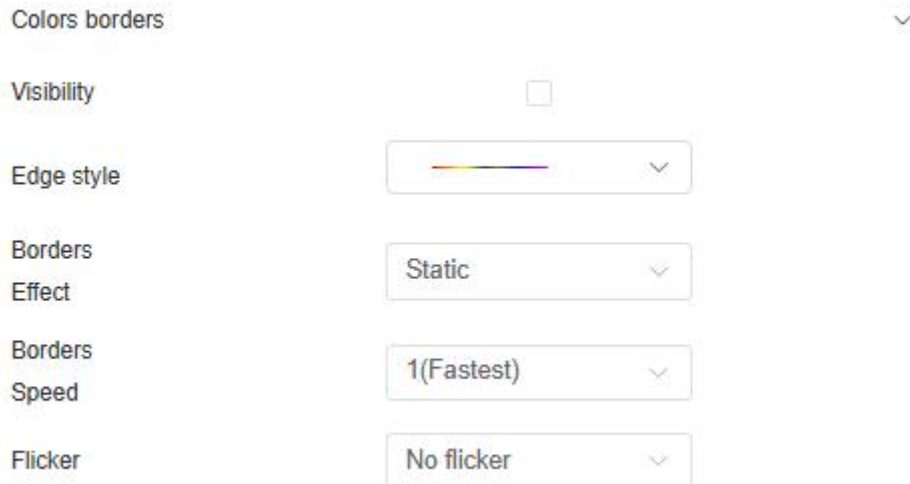 Colors borders
Visibility
Edge style
Borders
Effect
Static
Borders
Speed
1(Fastest)
Flicker
No flicker